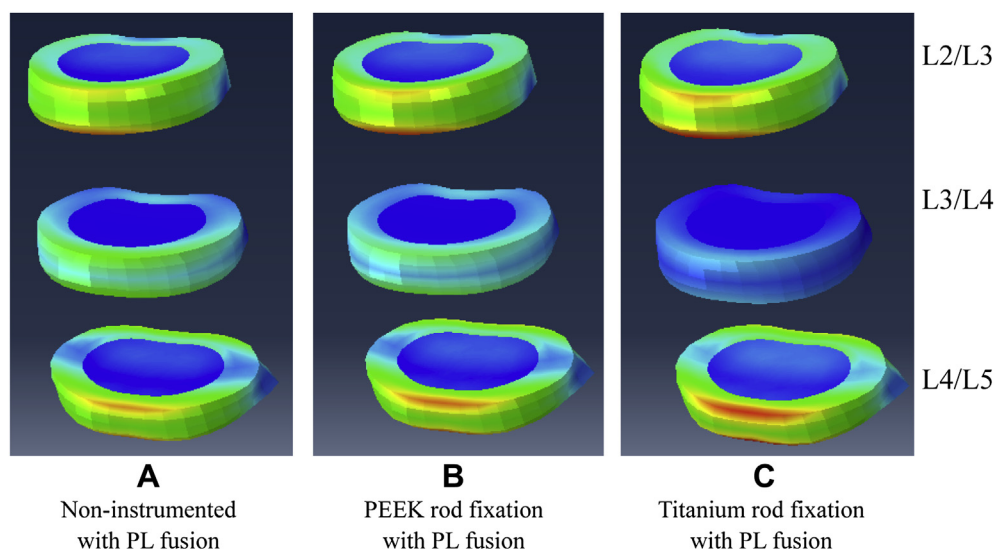 L2/L3
L3/L4
L4/L5
A
Non-instrumented
with PL fusion
B
PEEK rod fixation
with PL fusion
C
Titanium rod fixation
with PL fusion